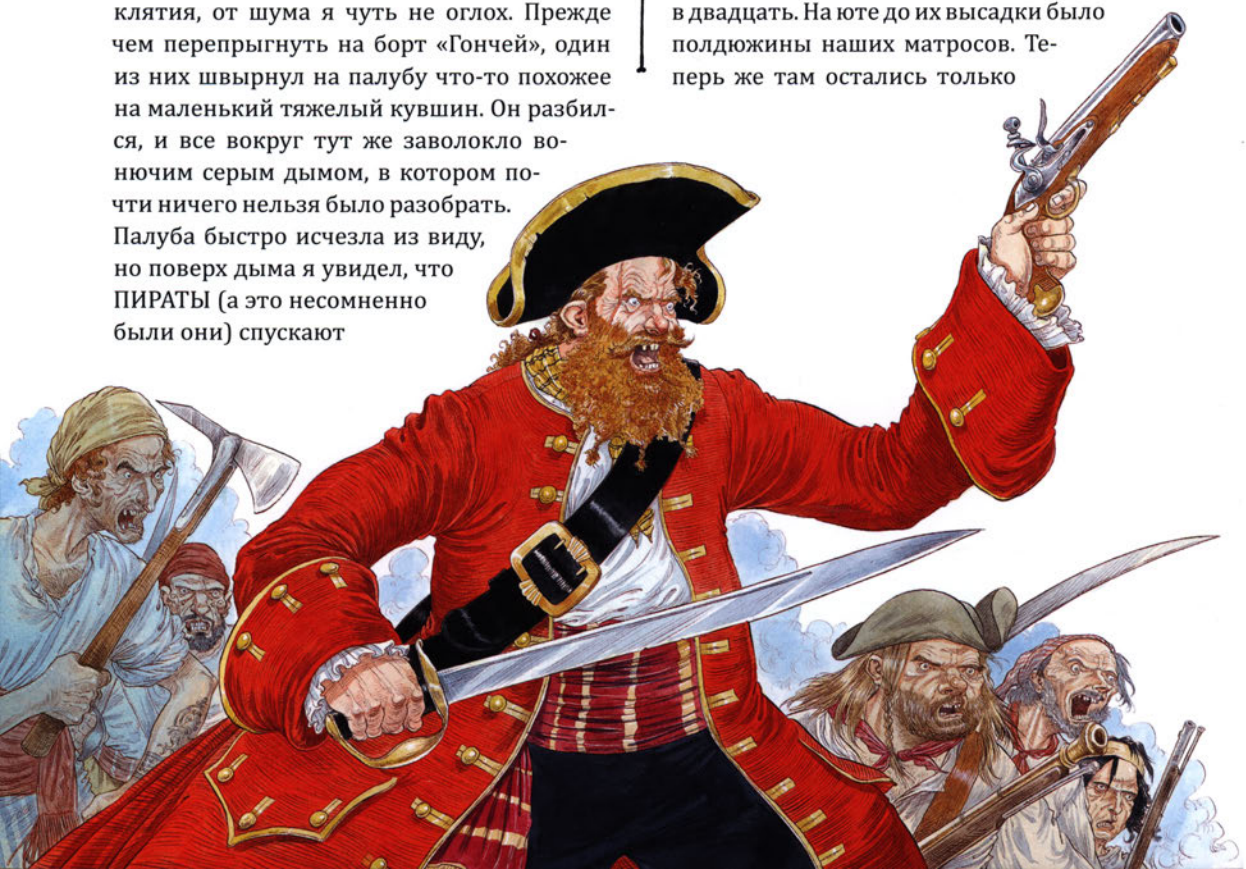 клятия, от шума я чуть не оглох. Прежде
чем перепрыгнуть на борт «Гончей», один
из них швырнул на палубу что-то похожее
на маленький тяжелый кувшин. Он разбил-
ся, и все вокруг тут же заволокло во-
нючим серым дымом, в котором по-
чти ничего нельзя было разобрать.
Палуба быстро исчезла из виду,
но поверх дыма я увидел, что
ПИРАТЫ (а это несомненно
были они) спускают
в двадцать. На юте до их высадки было
полдюжины наших матросов. Те-
перь же там остались только